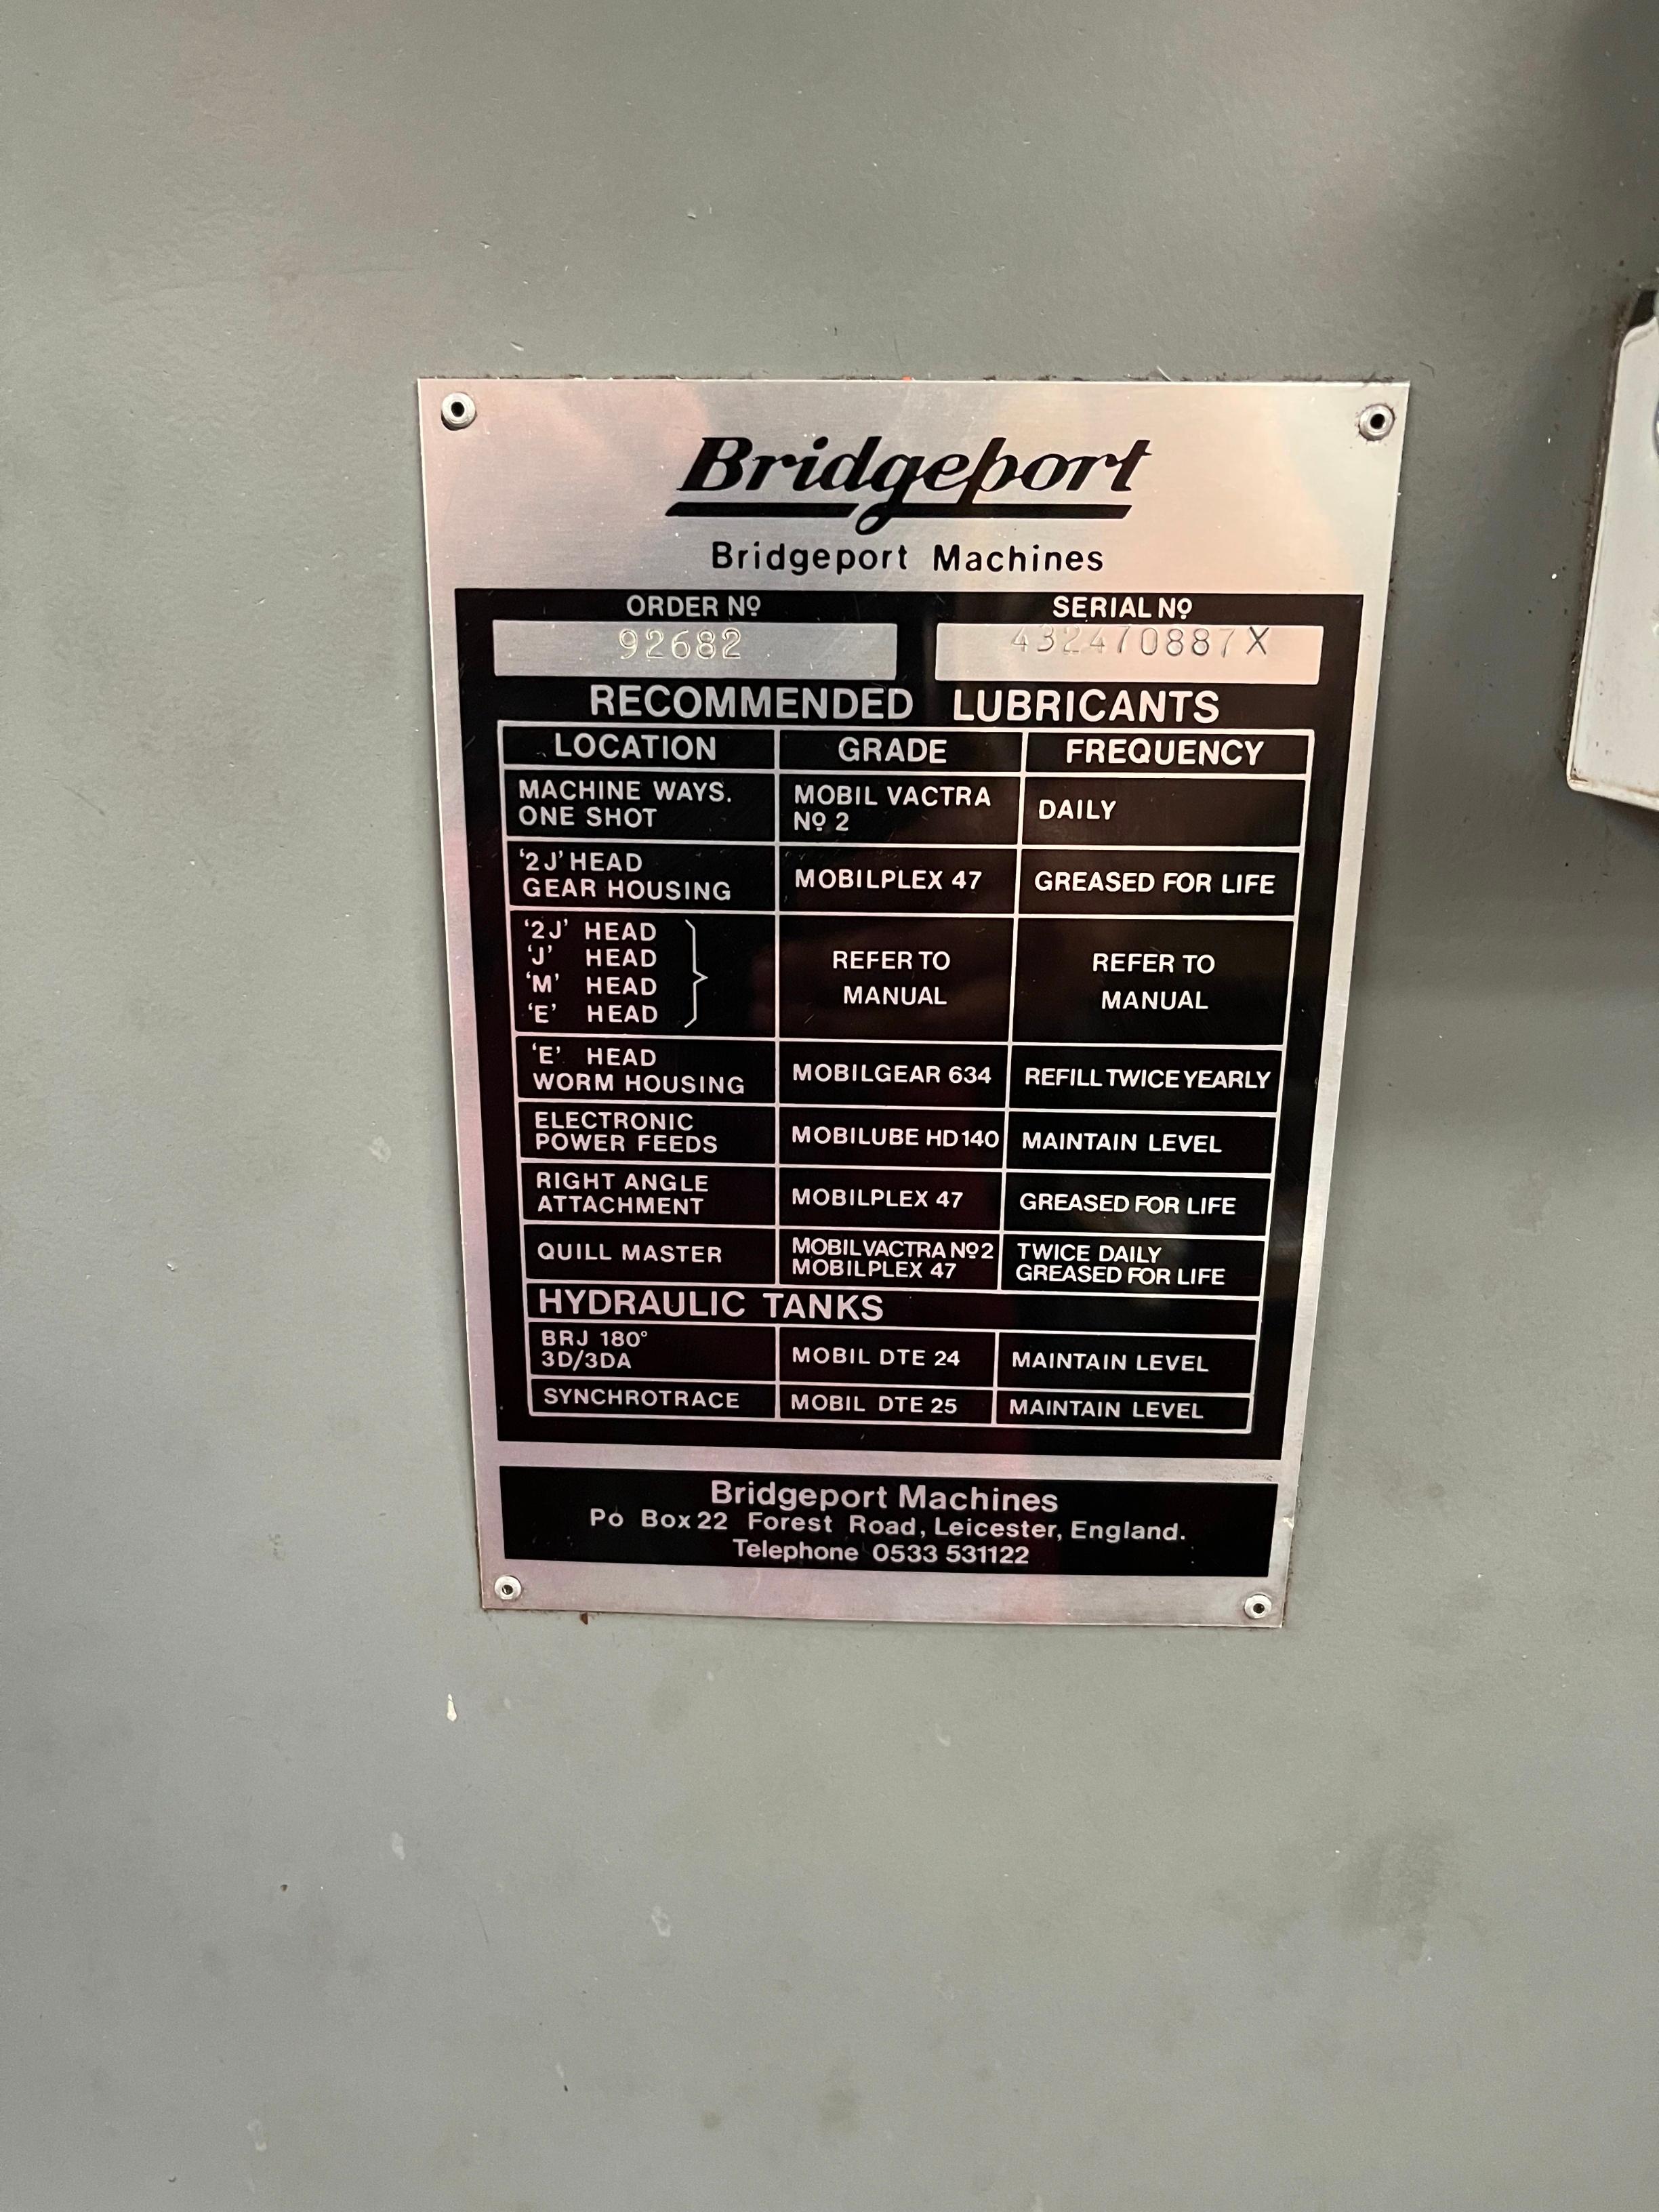 Bridgeport
Bridgeport Machines
ORDER Nº SERIAL Nº
92682 432470887X
RECOMMENDED LUBRICANTS
LOCATION GRADE FREQUENCY
MACHINE WAYS.
ONE SHOT
MOBIL VACTRA
Nº 2
DAILY
‘2J’ HEAD
GEAR HOUSING
MOBILPLEX 47
GREASED FOR LIFE
‘2J’ HEAD
‘J’ HEAD
‘M’ HEAD
‘E’ HEAD
REFER TO
MANUAL
REFER TO
MANUAL
‘E’ HEAD
WORM HOUSING
MOBILGEAR 634
REFILL TWICE YEARLY
ELECTRONIC
POWER FEEDS
MOBILUBE HD 140
MAINTAIN LEVEL
RIGHT ANGLE
ATTACHMENT
MOBILPLEX 47
GREASED FOR LIFE
QUILL MASTER
MOBIL VACTRA Nº2
MOBILPLEX 47
TWICE DAILY
GREASED FOR LIFE
HYDRAULIC TANKS
BRJ 180°
3D/3DA
MOBIL DTE 24
MAINTAIN LEVEL
SYNCHROTRACE
MOBIL DTE 25
MAINTAIN LEVEL
Bridgeport Machines
Po Box 22 Forest Road, Leicester, England.
Telephone 0533 531122